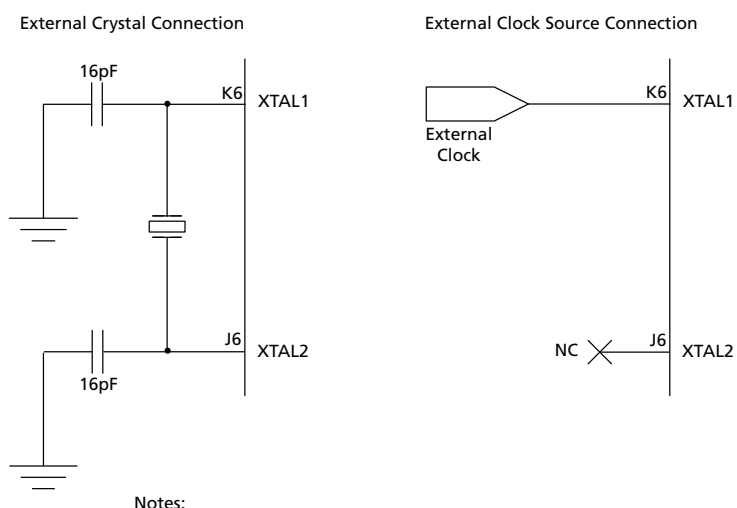 External Crystal Connection
16pF
K6
XTAL1
J6
XTAL2
16pF
External Clock Source Connection
K6
XTAL1
External
Clock
NC
J6
XTAL2
Notes: